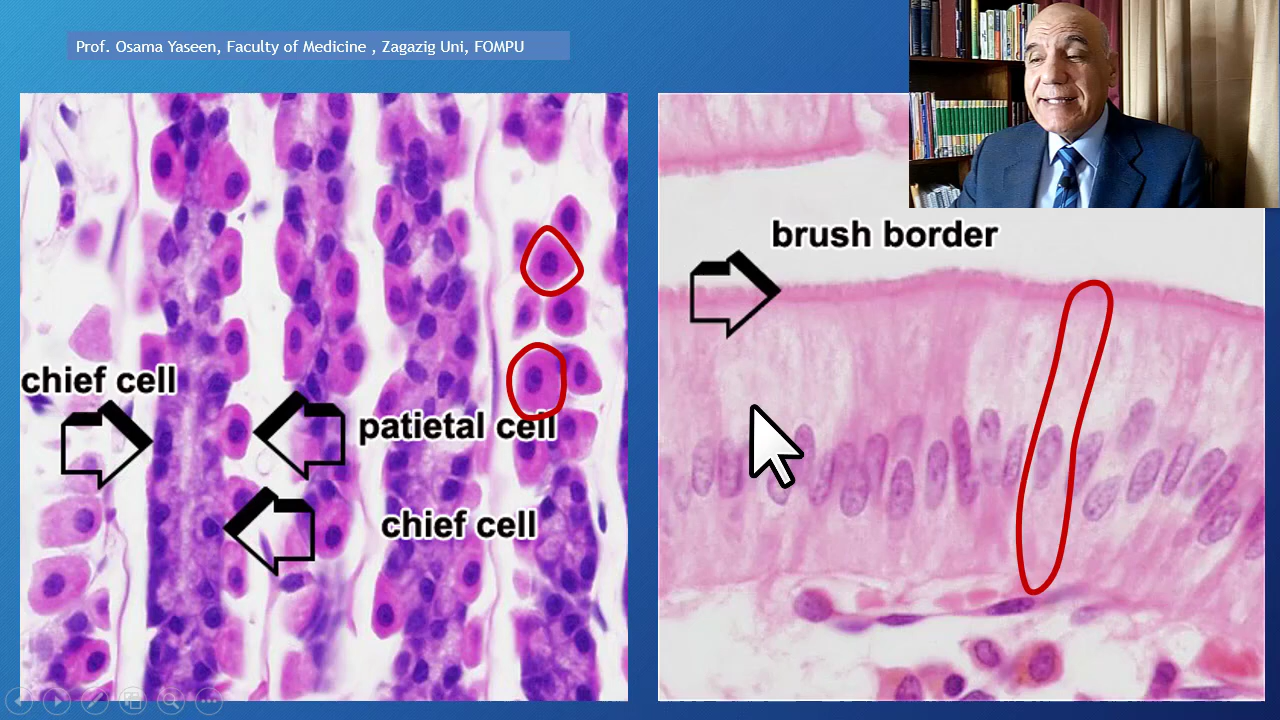 Prof. Osama Yaseen, Faculty of Medicine , Zagazig Uni, FOMPU
brush border
chief cell
patietal cell
chief cell